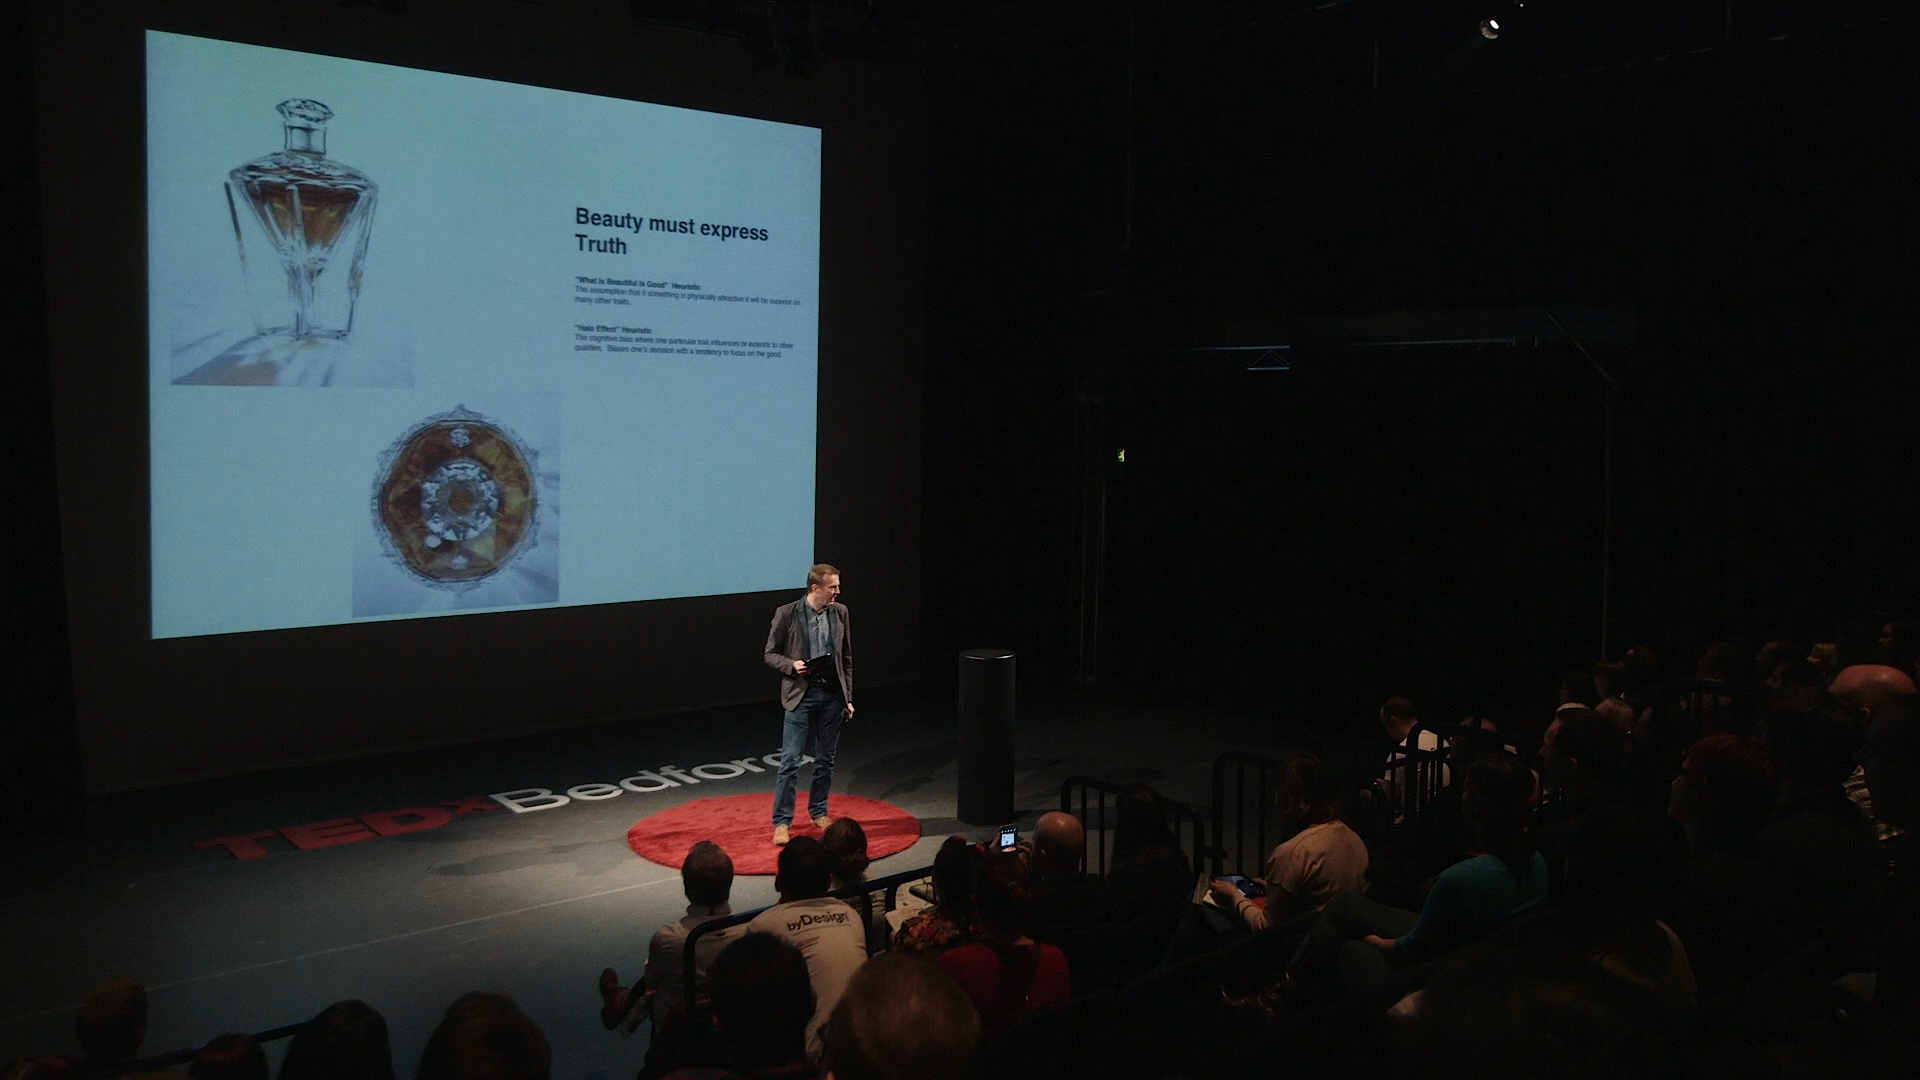 Beauty must express
Truth
"What is Beautiful is Good" Heuristic
The assumption that if something is physically attractive it will be superior on
many other traits.
"Halo Effect" Heuristic
The cognitive bias where one particular trait influences or extends to other
qualities. Biases one's decision with a tendency to focus on the good.
TEDxBedford
byDesign